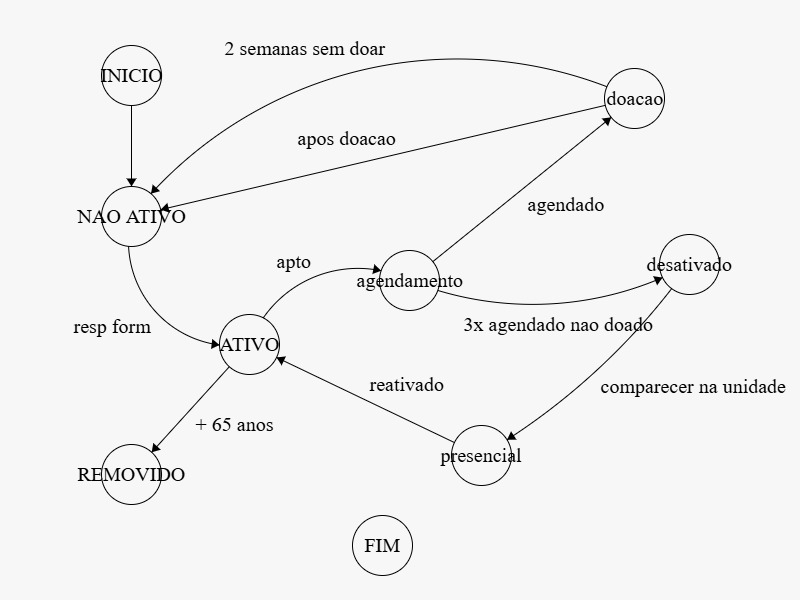 2 semanas sem doar
INICIO
doacao
apos doacao
agendado
NAO ATIVO
apto
desativado
agendamento
resp form
3x agendado nao doado
ATIVO
reativado
comparecer na unidade
+ 65 anos
presencial
REMOVIDO
FIM